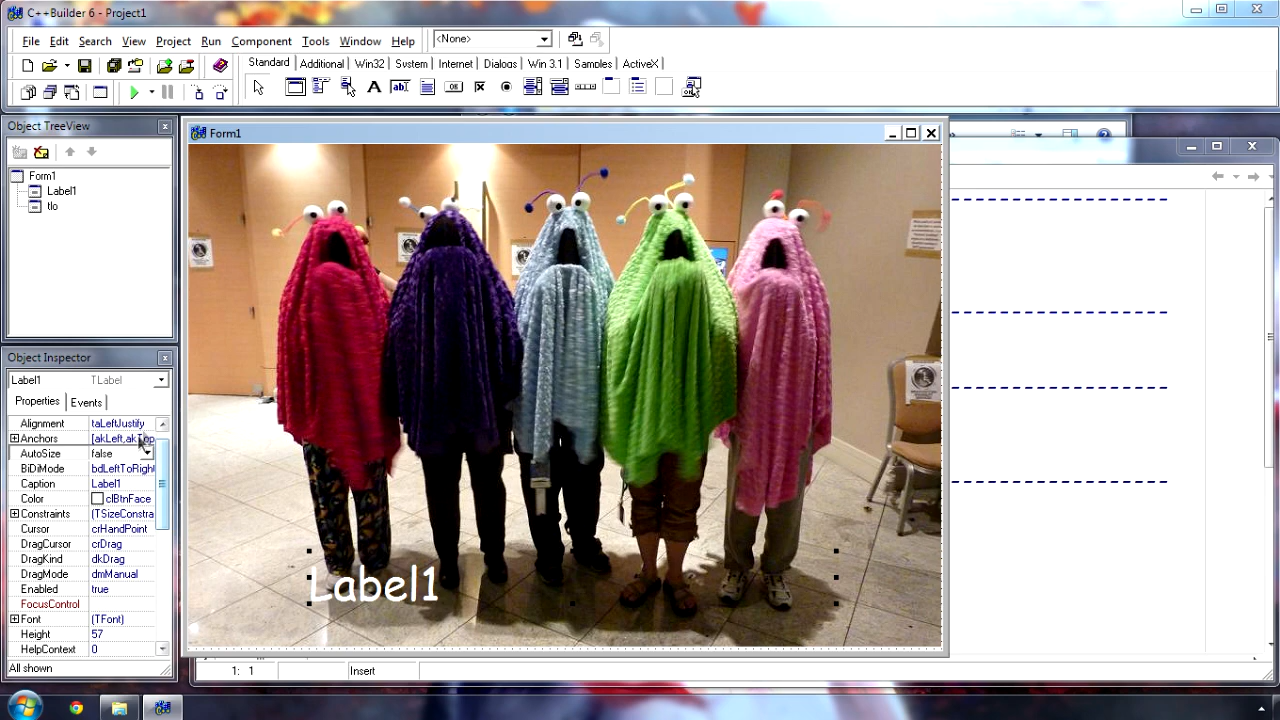 C++Builder 6 - Project1
File Edit Search View Project Run Component Tools Window Help
<None>
Standard Additional Win32 System Internet Dialogs Win 3.1 Samples ActiveX
Object TreeView
Form1
Label1
tlo
Form1
Label1
Object Inspector
Label1 TLabel
Properties Events
Alignment taLeftJustify
Anchors [akLeft,akTop
AutoSize false
BiDiMode bdLeftToRight
Caption Label1
Color clBtnFace
Constraints (TSizeConstra
Cursor crHandPoint
DragCursor crDrag
DragKind dkDrag
DragMode dmManual
Enabled true
FocusControl
Font (TFont)
Height 57
HelpContext 0
All shown
1: 1 Insert